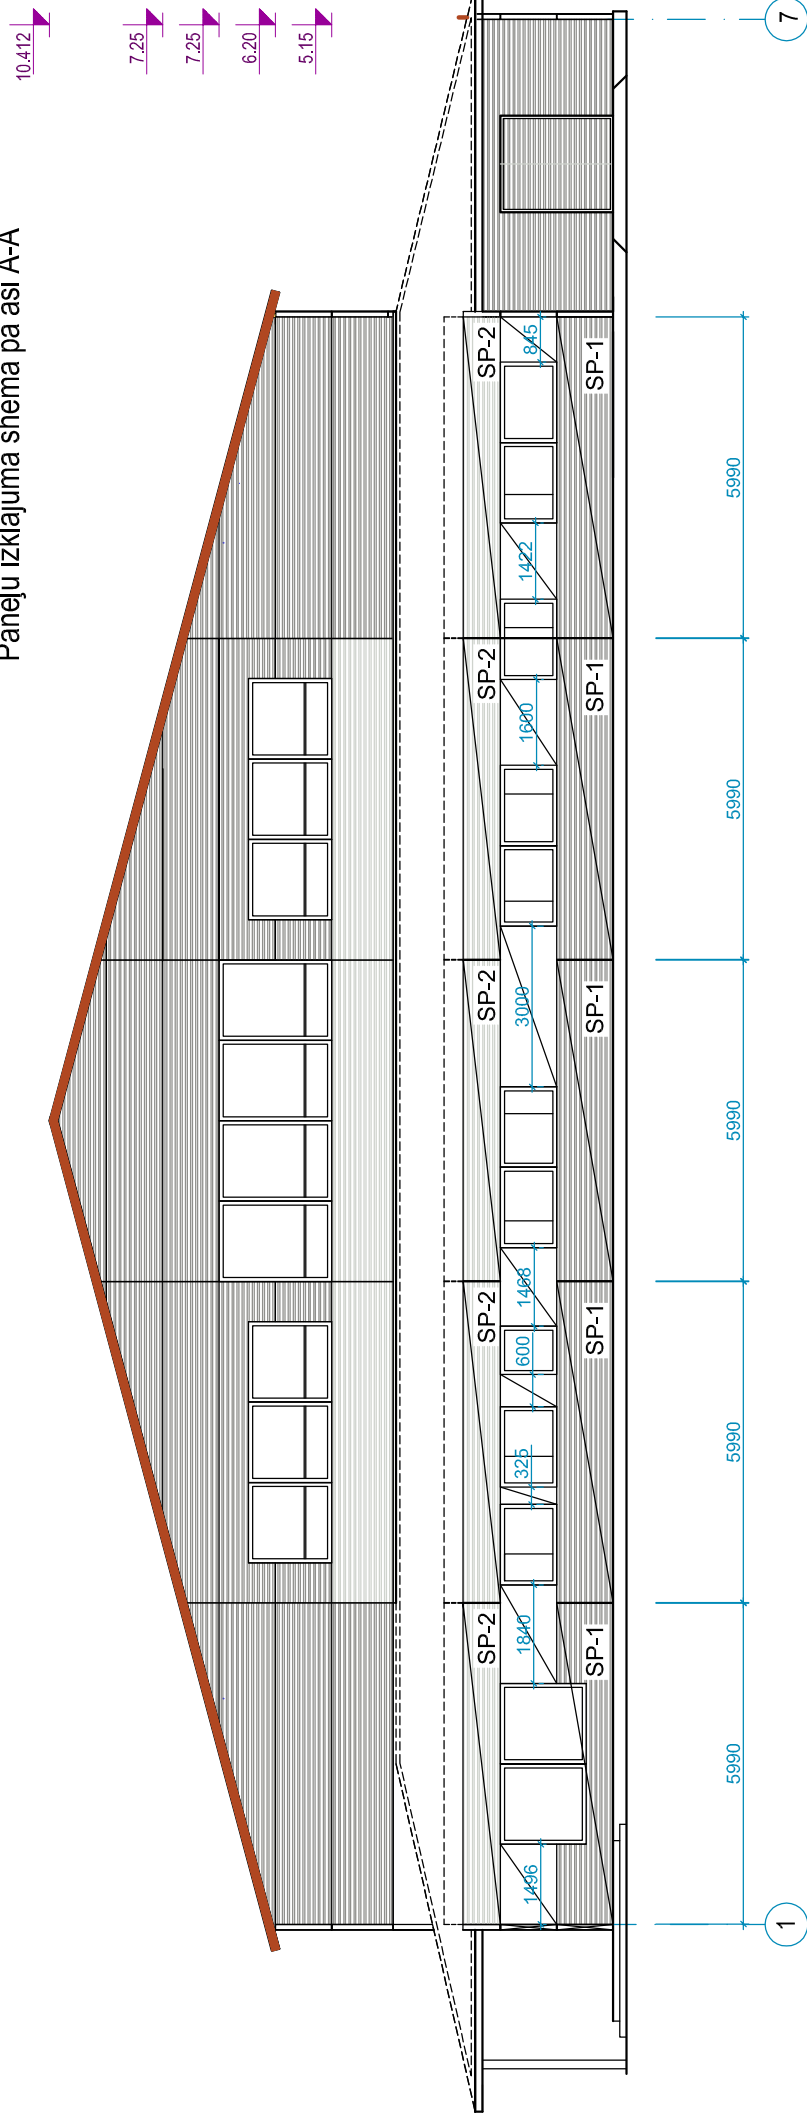 Paneļu izklājuma shema pa asi A-A
10.412
7.25
7.25
6.20
5.15
SP-2 SP-2 SP-2 SP-2 SP-2
1496 1840 325 600 1468 3000 1600 1422 845
SP-1 SP-1 SP-1 SP-1 SP-1
5990 5990 5990 5990 5990
1 7